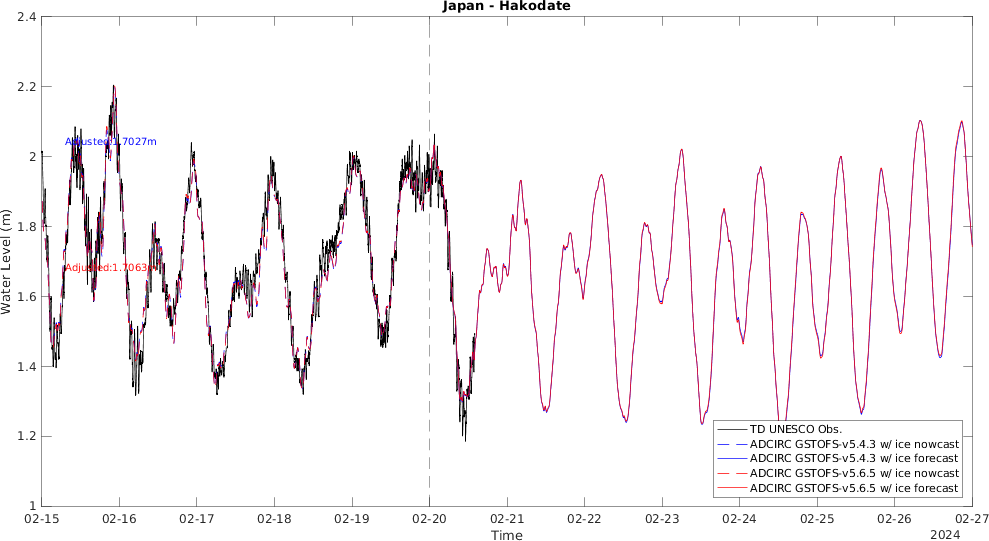 Japan - Hakodate
2.4
2.2
2
1.8
1.6
1.4
1.2
1
Water Level (m)
Adjusted:1.7027m
Adjusted:1.7063m
TD UNESCO Obs.
ADCIRC GSTOFS-v5.4.3 w/ ice nowcast
ADCIRC GSTOFS-v5.4.3 w/ ice forecast
ADCIRC GSTOFS-v5.6.5 w/ ice nowcast
ADCIRC GSTOFS-v5.6.5 w/ ice forecast
02-15 02-16 02-17 02-18 02-19 02-20 02-21 02-22 02-23 02-24 02-25 02-26 02-27
Time
2024